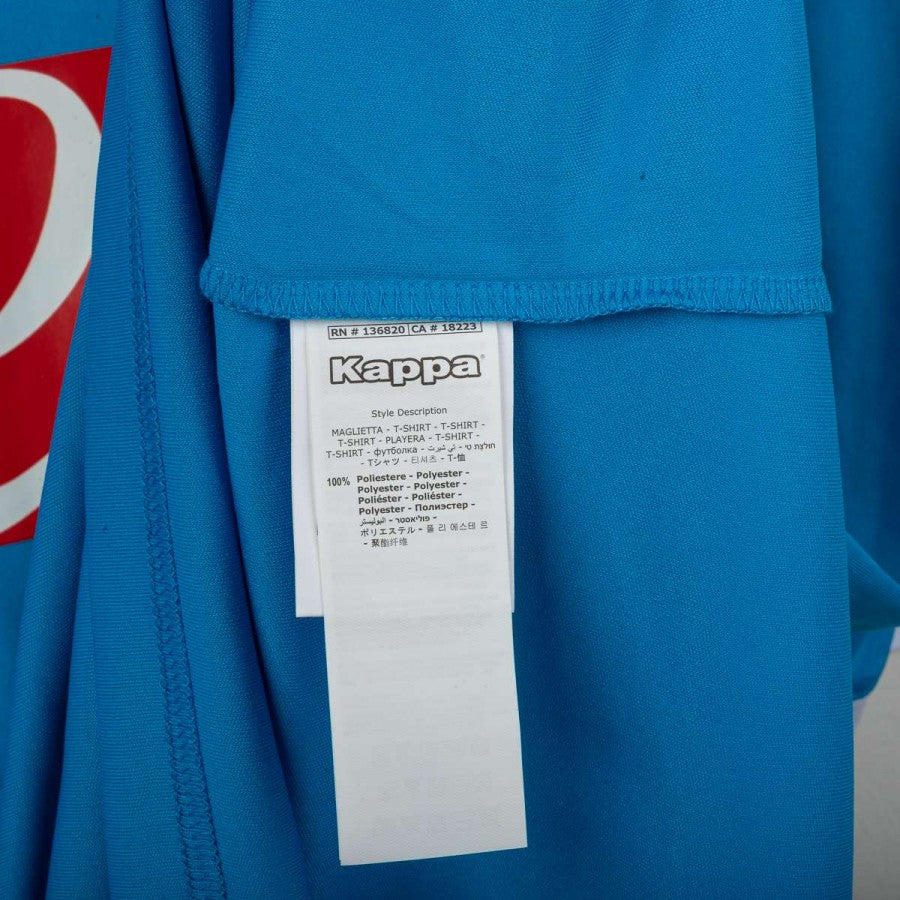 RN # 136820 CA # 18223
Kappa
Style Description
MAGLIETTA - T-SHIRT - T-SHIRT -
T-SHIRT - PLAYERA - T-SHIRT -
T-SHIRT - футболка - تي شيرت - חולצת טי -
- Tシャツ - 티셔츠 - T-恤
100% Poliestere - Polyester -
Polyester - Polyester -
Poliéster - Poliéster -
Polyester - Полиэстер -
البوليستر - פוליאסטר -
ポリエステル - 폴 리 에스테 르
- 聚酯纤维